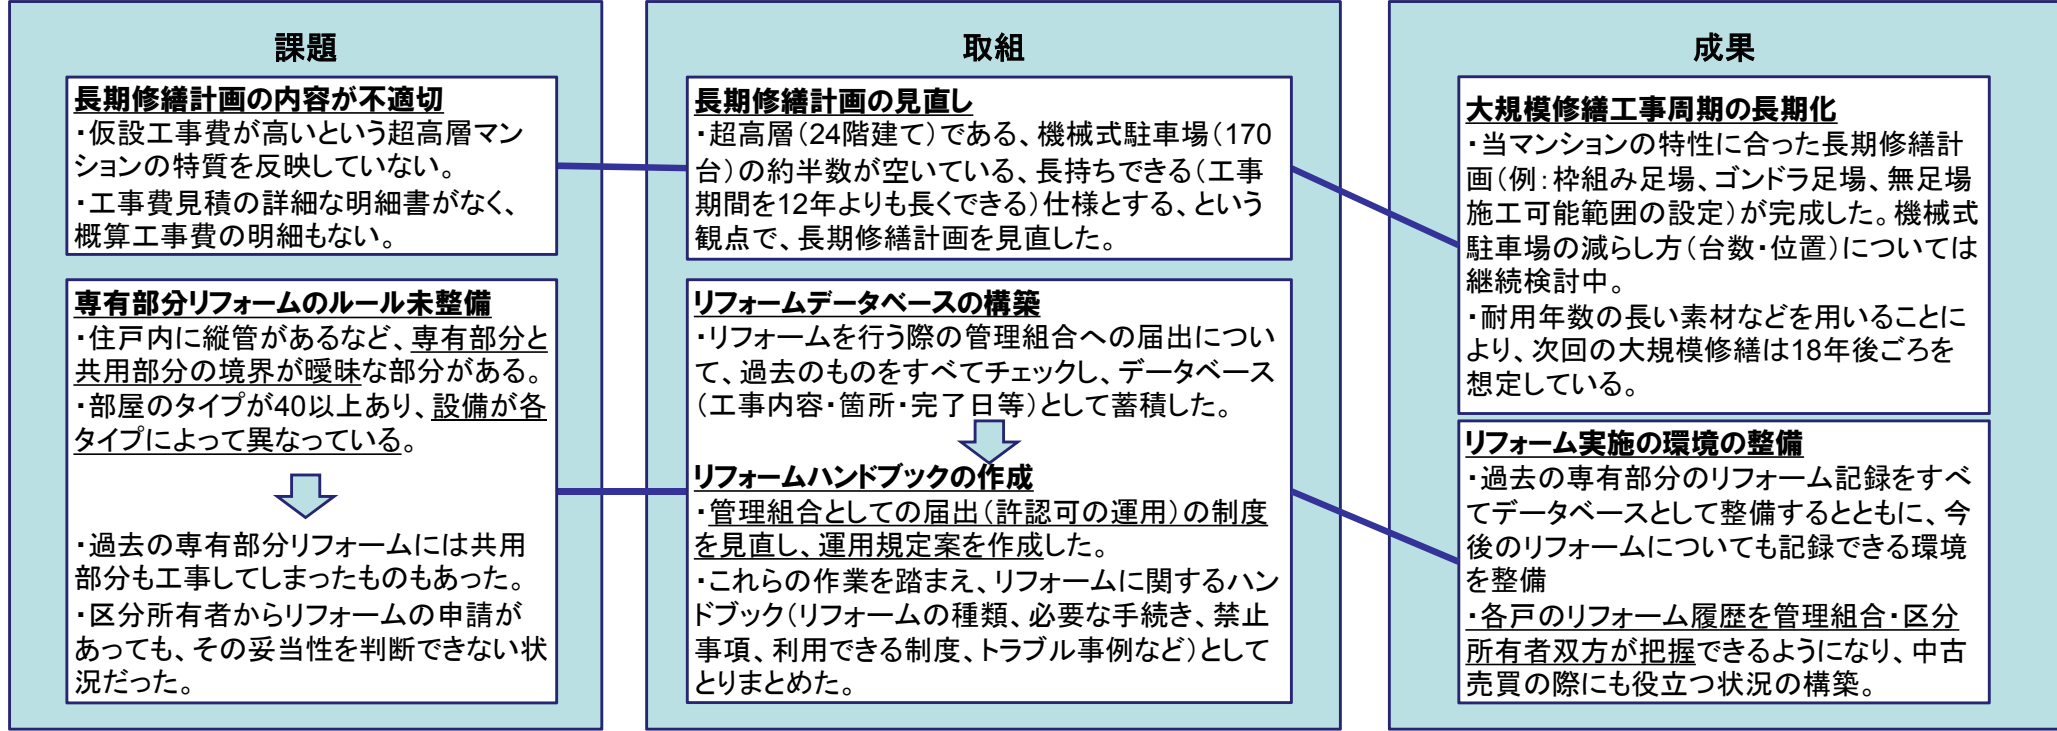 課題
長期修繕計画の内容が不適切
・仮設工事費が高いという超高層マン
ションの特質を反映していない。
・工事費見積の詳細な明細書がなく、
概算工事費の明細もない。
専有部分リフォームのルール未整備
・住戸内に縦管があるなど、専有部分と
共用部分の境界が曖昧な部分がある。
・部屋のタイプが40以上あり、設備が各
タイプによって異なっている。
・過去の専有部分リフォームには共用
部分も工事してしまったものもあった。
・区分所有者からリフォームの申請が
あっても、その妥当性を判断できない状
況だった。
取組
長期修繕計画の見直し
・超高層(24階建て)である、機械式駐車場(170
台)の約半数が空いている、長持ちできる(工事
期間を12年よりも長くできる)仕様とする、という
観点で、長期修繕計画を見直した。
リフォームデータベースの構築
・リフォームを行う際の管理組合への届出につい
て、過去のものをすべてチェックし、データベース
(工事内容・箇所・完了日等)として蓄積した。
リフォームハンドブックの作成
・管理組合としての届出(許認可の運用)の制度
を見直し、運用規定案を作成した。
・これらの作業を踏まえ、リフォームに関するハン
ドブック(リフォームの種類、必要な手続き、禁止
事項、利用できる制度、トラブル事例など)として
とりまとめた。
成果
大規模修繕工事周期の長期化
・当マンションの特性に合った長期修繕計
画(例:枠組み足場、ゴンドラ足場、無足場
施工可能範囲の設定)が完成した。機械式
駐車場の減らし方(台数・位置)については
継続検討中。
・耐用年数の長い素材などを用いることに
より、次回の大規模修繕は18年後ごろを
想定している。
リフォーム実施の環境の整備
・過去の専有部分のリフォーム記録をすべ
てデータベースとして整備するとともに、今
後のリフォームについても記録できる環境
を整備
・各戸のリフォーム履歴を管理組合・区分
所有者双方が把握できるようになり、中古
売買の際にも役立つ状況の構築。